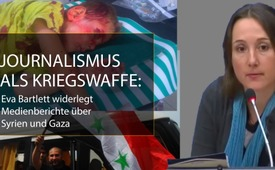 JOURNALISMUS
ALS KRIEGSWAFFE:
Eva Bartlett widerlegt
Medienberichte über
Syrien und Gaza